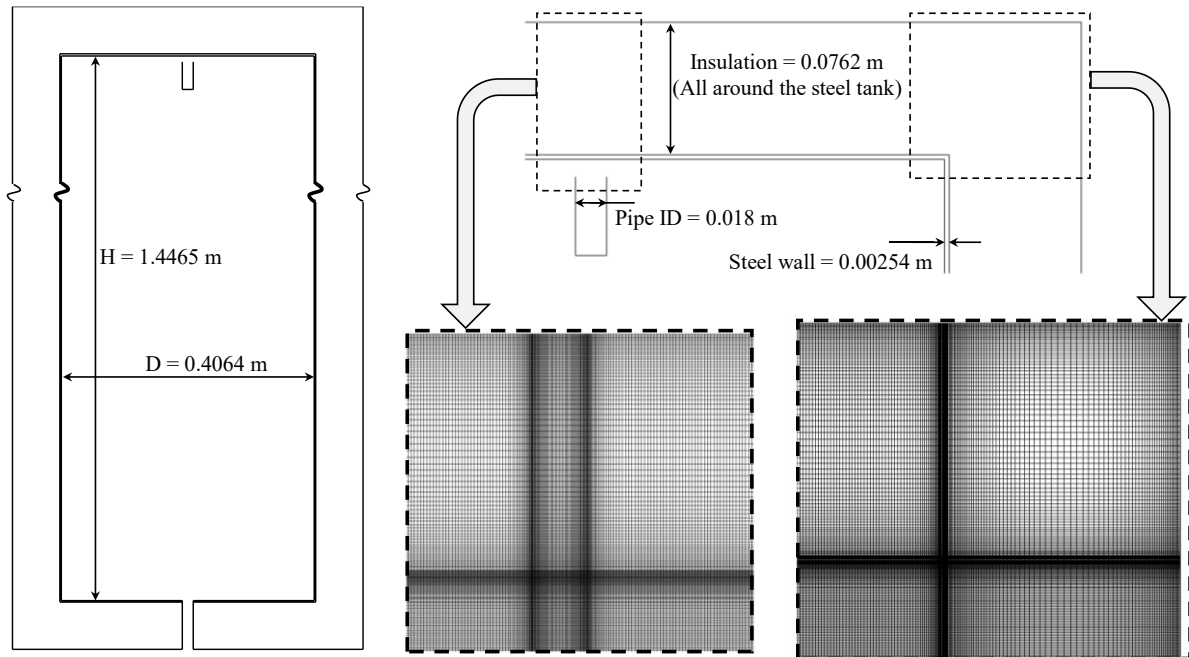 H = 1.4465 m
D = 0.4064 m
Insulation = 0.0762 m
(All around the steel tank)
Pipe ID = 0.018 m
Steel wall = 0.00254 m